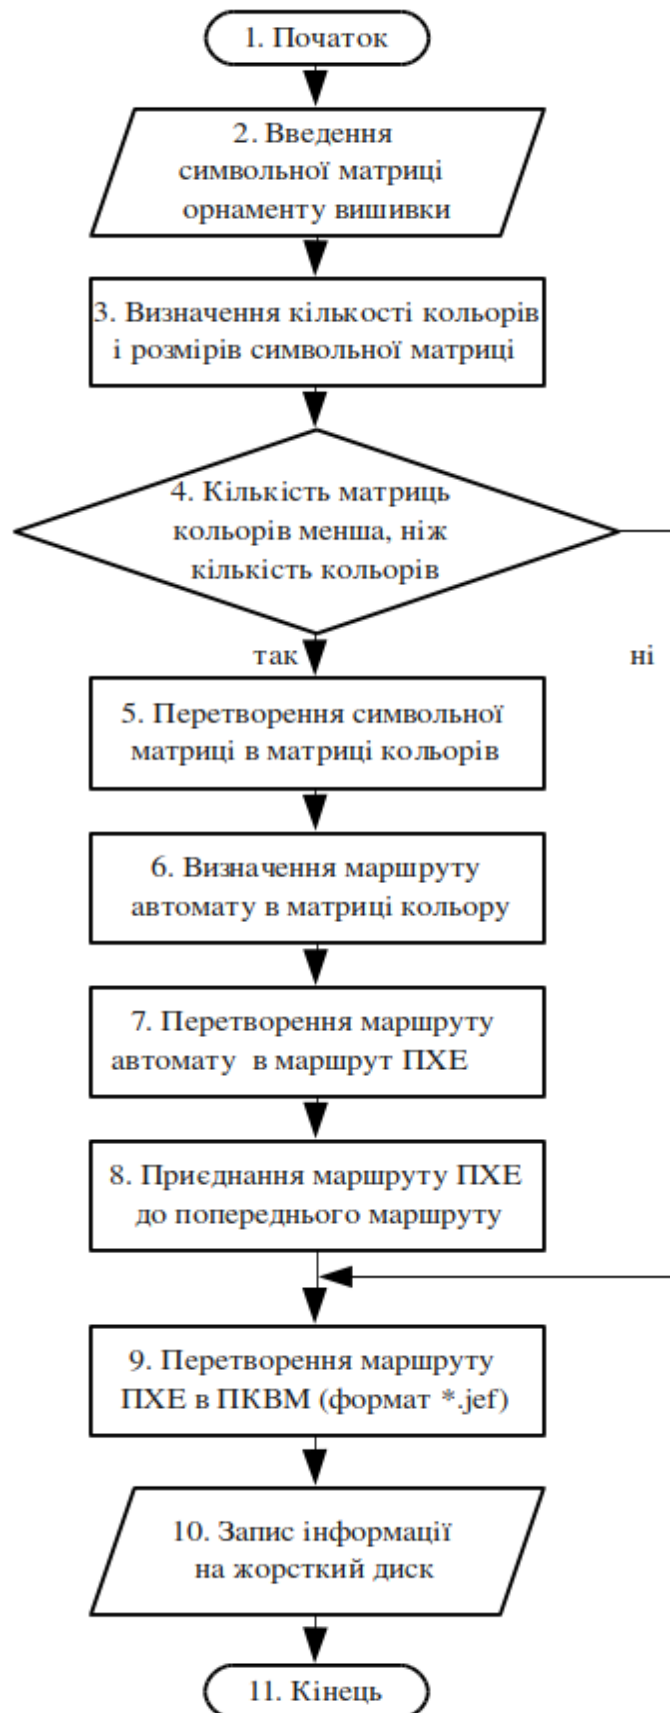 1. Початок
2. Введення
символьної матриці
орнаменту вишивки
3. Визначення кількості кольорів
і розмірів символьної матриці
4. Кількість матриць
кольорів менша, ніж
кількість кольорів
так
ні
5. Перетворення символьної
матриці в матриці кольорів
6. Визначення маршруту
автомату в матриці кольору
7. Перетворення маршруту
автомату в маршрут ПХЕ
8. Приєднання маршруту ПХЕ
до попереднього маршруту
9. Перетворення маршруту
ПХЕ в ПКВМ (формат *.jef)
10. Запис інформації
на жорсткий диск
11. Кінець